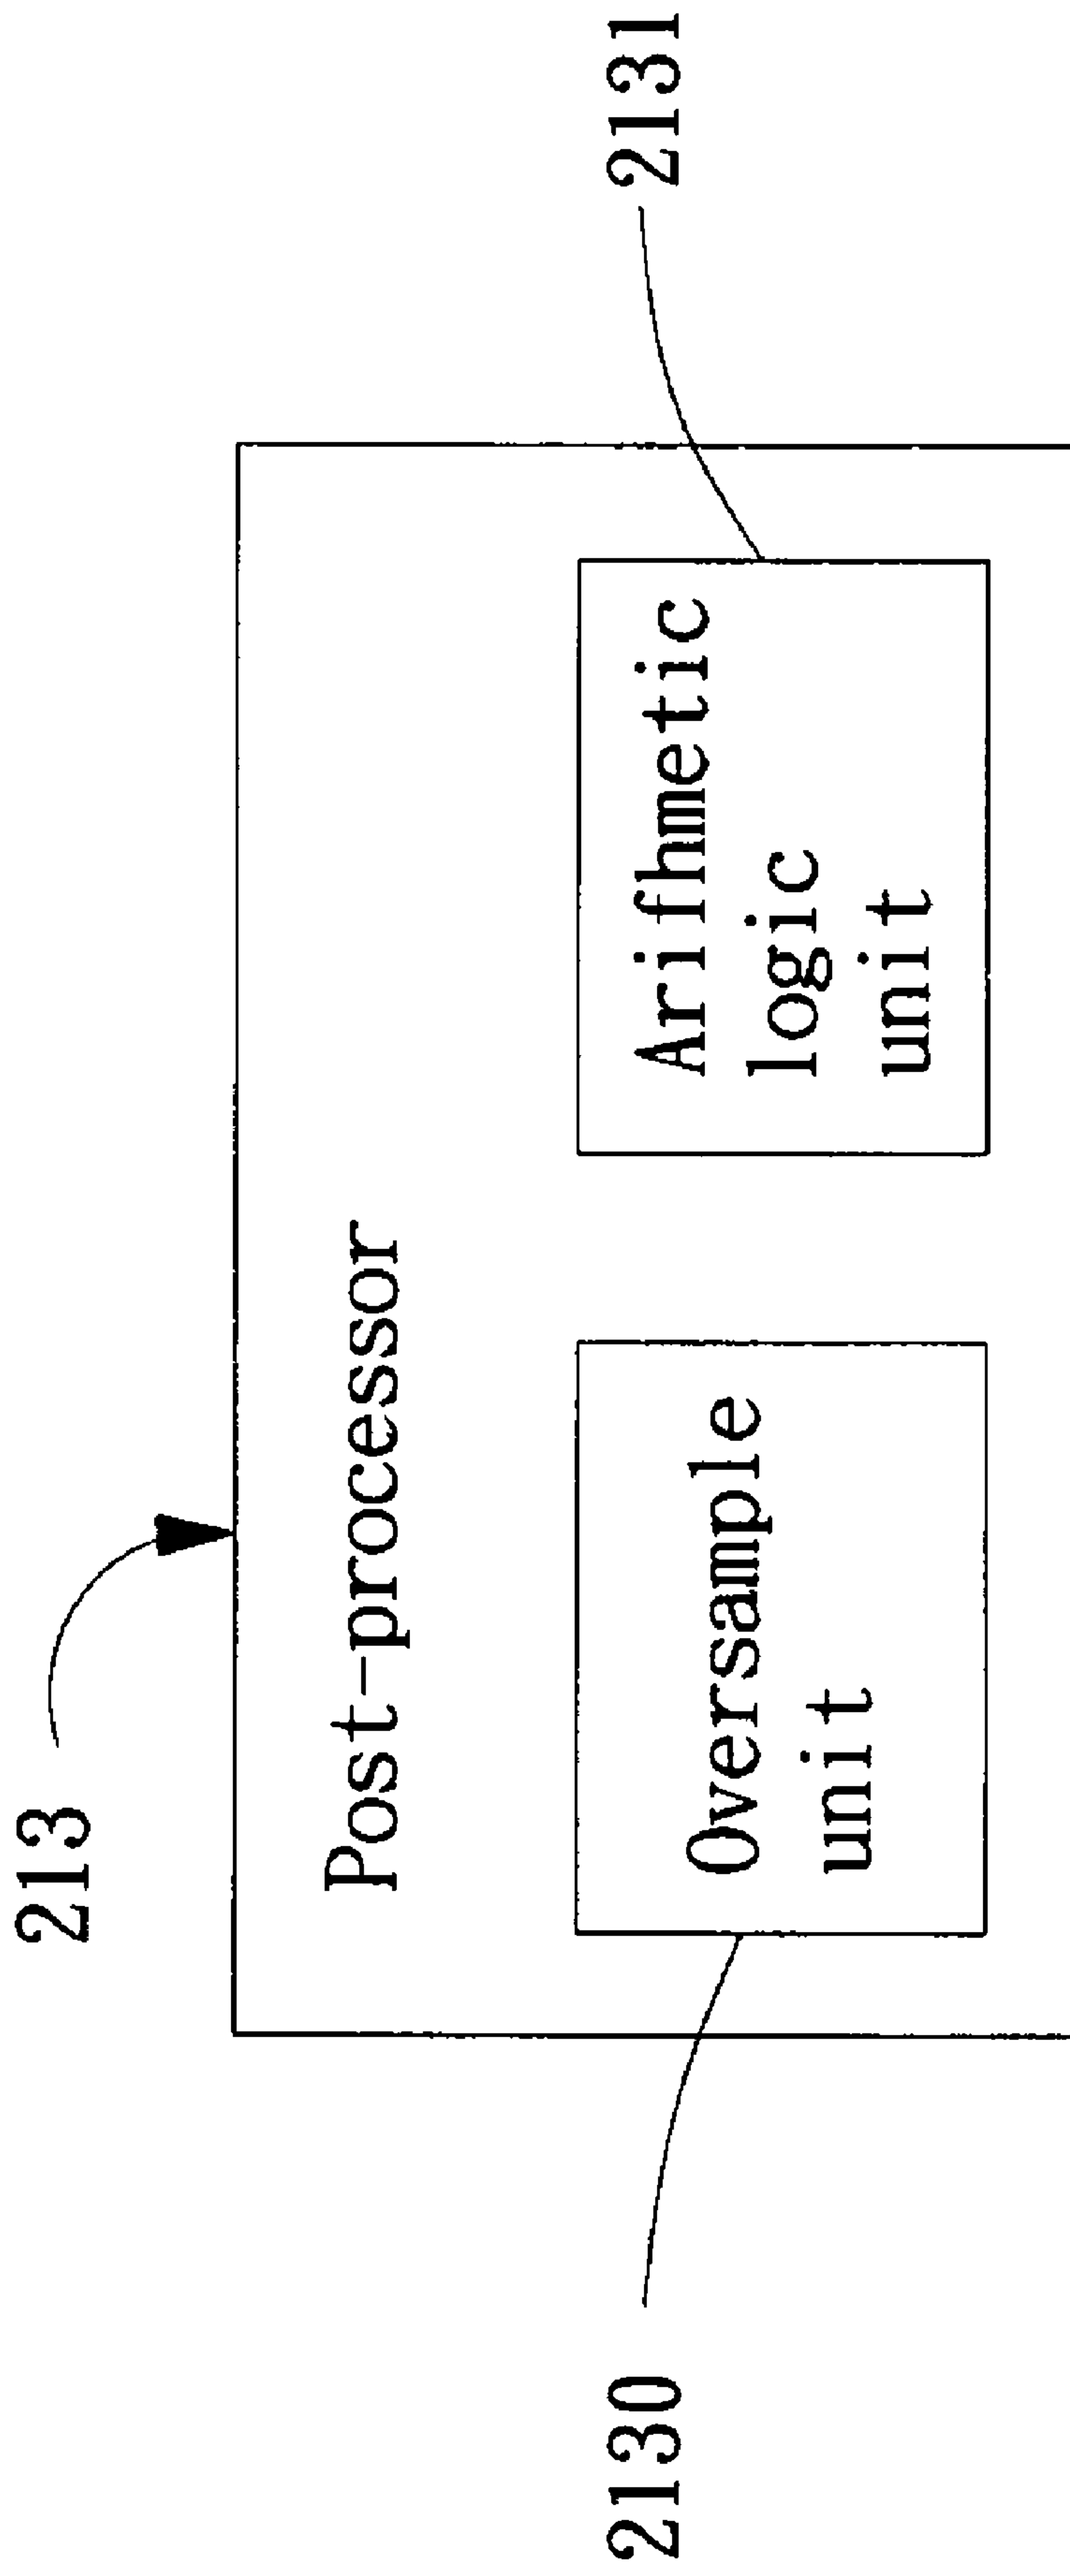 213
Post-processor
Oversample
unit
Arifhmetic
logic
unit
2130
2131